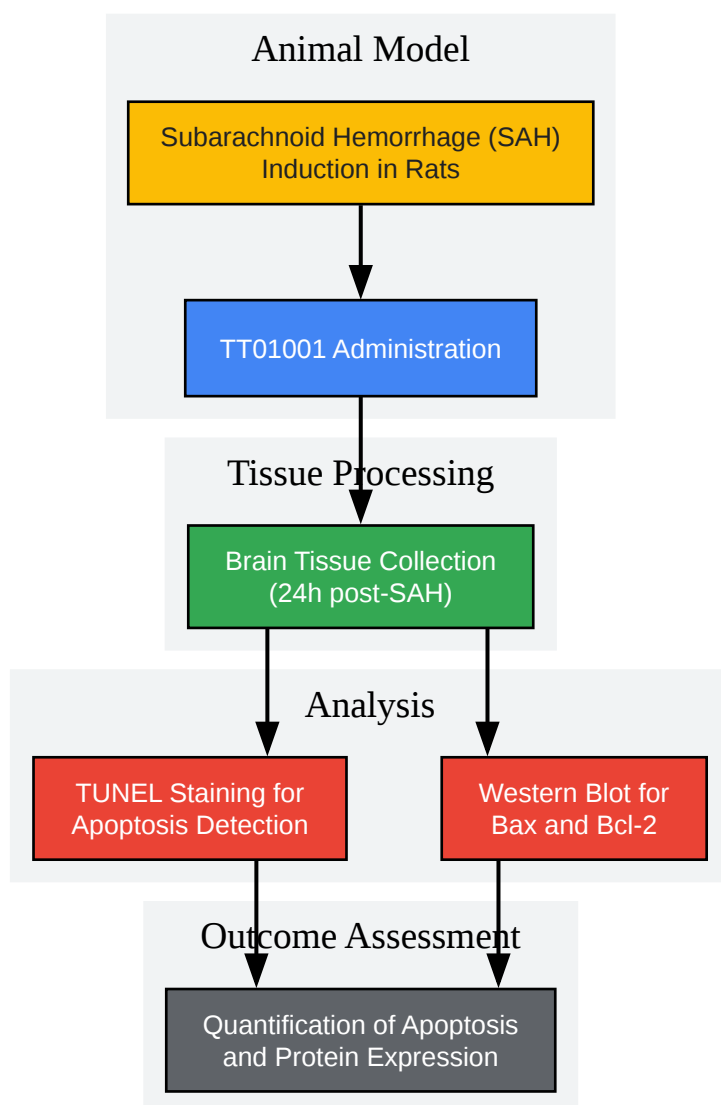 Animal Model
Subarachnoid Hemorrhage (SAH)
Induction in Rats
TT01001 Administration
Tissue Processing
Brain Tissue Collection
(24h post-SAH)
Analysis
TUNEL Staining for
Apoptosis Detection
Western Blot for
Bax and Bcl-2
Outcome Assessment
Quantification of Apoptosis
and Protein Expression